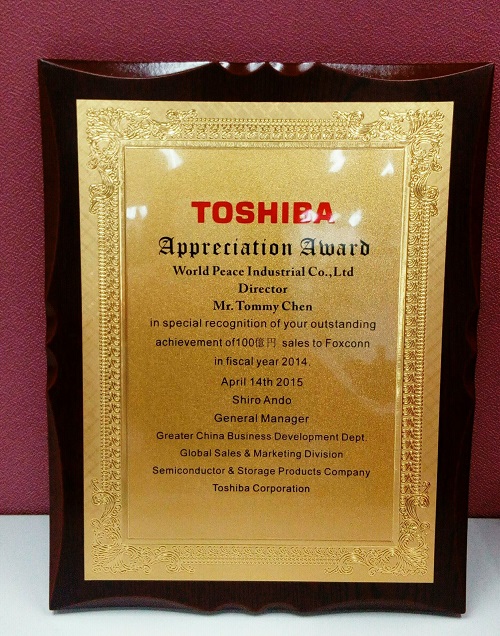 TOSHIBA
Appreciation Award
World Peace Industrial Co.,Ltd
Director
Mr. Tommy Chen
in special recognition of your outstanding
achievement of100億円 sales to Foxconn
in fiscal year 2014
April 14th 2015
Shiro Ando
General Manager
Greater China Business Development Dept.
Global Sales & Marketing Division
Semiconductor & Storage Products Company
Toshiba Corporation